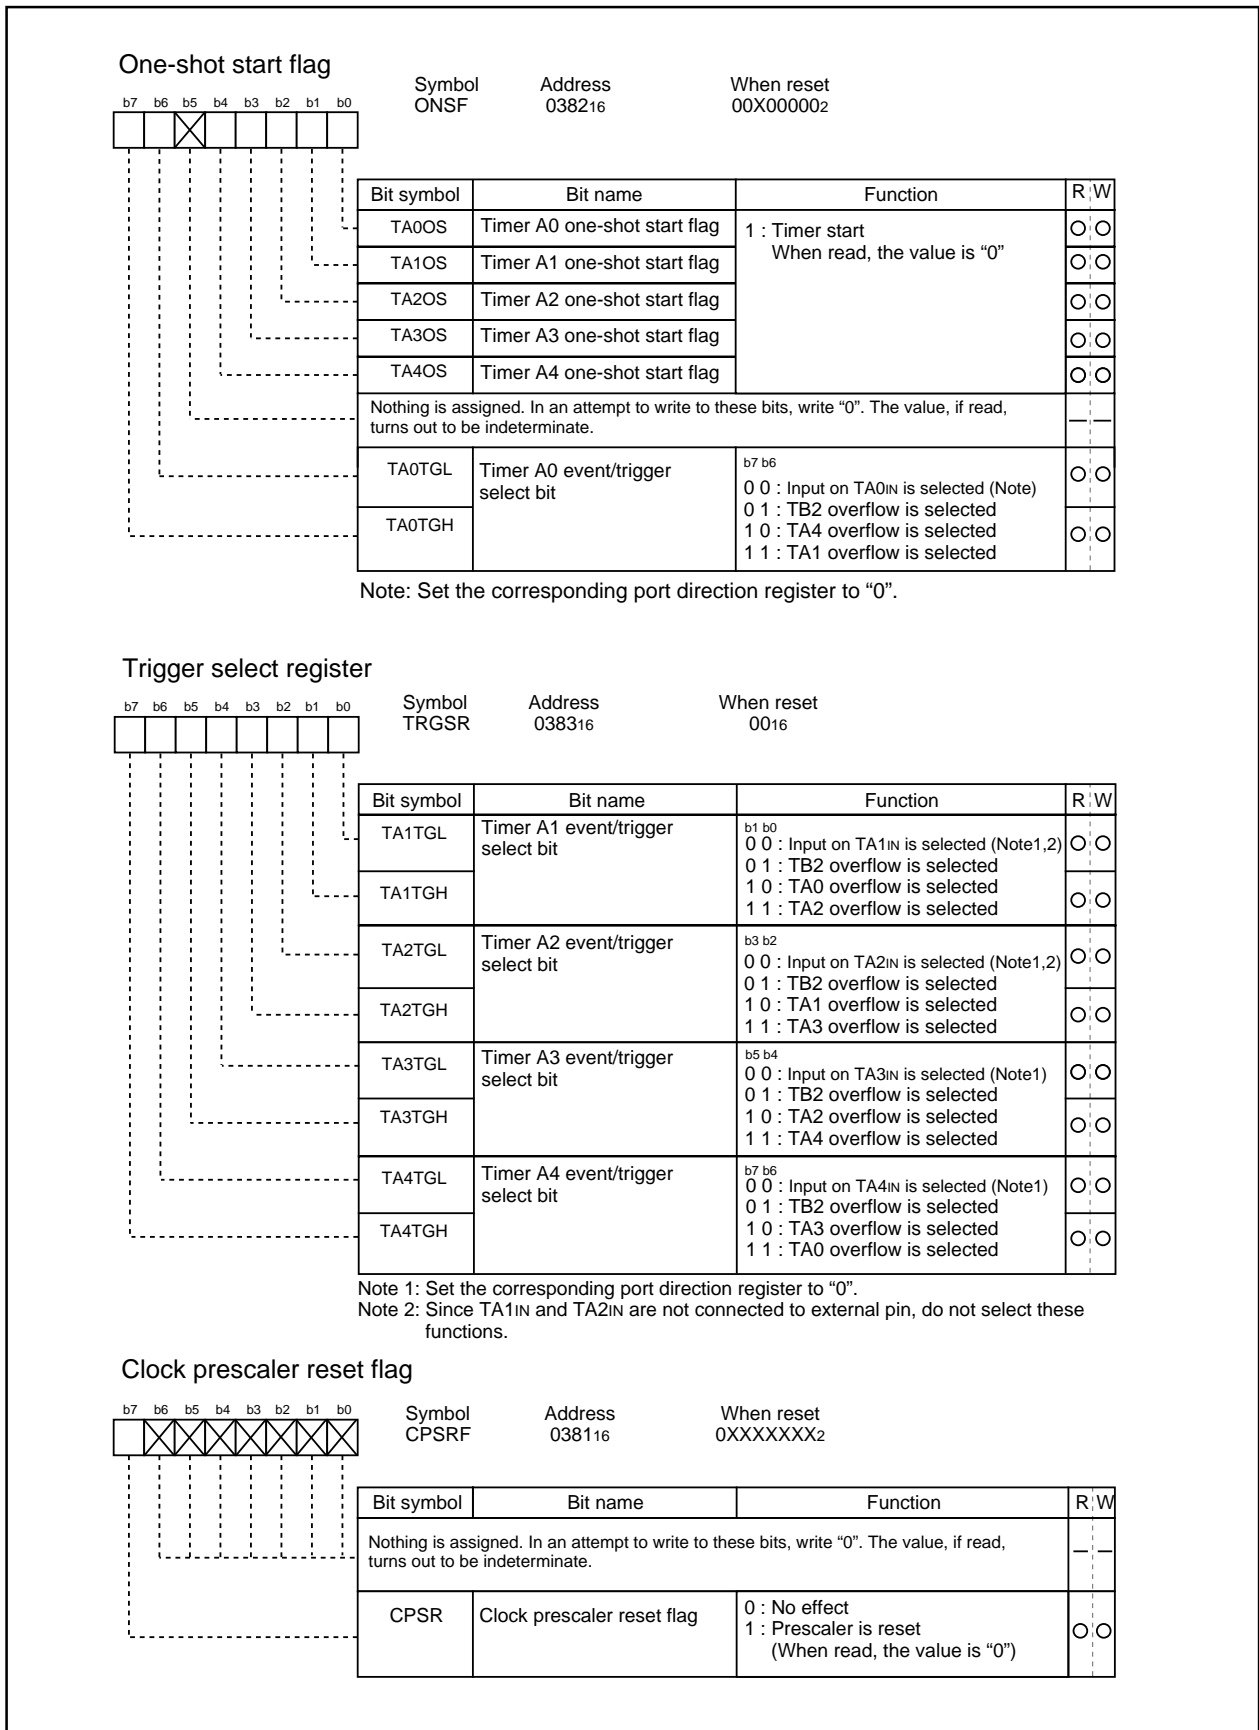 One-shot start flag
Symbol Address When reset
b7 b6 b5 b4 b3 b2 b1 b0 ONSF 038216 00X000002
Bit symbol Bit name Function R W
TA0OS Timer A0 one-shot start flag 1 : Timer start
When read, the value is “0”
TA1OS Timer A1 one-shot start flag
TA2OS Timer A2 one-shot start flag
TA3OS Timer A3 one-shot start flag
TA4OS Timer A4 one-shot start flag
Nothing is assigned. In an attempt to write to these bits, write “0”. The value, if read,
turns out to be indeterminate.
TA0TGL Timer A0 event/trigger b7 b6
select bit 0 0 : Input on TA0IN is selected (Note)
0 1 : TB2 overflow is selected
TA0TGH 1 0 : TA4 overflow is selected
1 1 : TA1 overflow is selected
Note: Set the corresponding port direction register to “0”.
Trigger select register
Symbol Address When reset
b7 b6 b5 b4 b3 b2 b1 b0 TRGSR 038316 0016
Bit symbol Bit name Function R W
TA1TGL Timer A1 event/trigger b1 b0
select bit 0 0 : Input on TA1IN is selected (Note1,2)
0 1 : TB2 overflow is selected
TA1TGH 1 0 : TA0 overflow is selected
1 1 : TA2 overflow is selected
TA2TGL Timer A2 event/trigger b3 b2
select bit 0 0 : Input on TA2IN is selected (Note1,2)
0 1 : TB2 overflow is selected
TA2TGH 1 0 : TA1 overflow is selected
1 1 : TA3 overflow is selected
TA3TGL Timer A3 event/trigger b5 b4
select bit 0 0 : Input on TA3IN is selected (Note1)
0 1 : TB2 overflow is selected
TA3TGH 1 0 : TA2 overflow is selected
1 1 : TA4 overflow is selected
TA4TGL Timer A4 event/trigger b7 b6
select bit 0 0 : Input on TA4IN is selected (Note1)
0 1 : TB2 overflow is selected
TA4TGH 1 0 : TA3 overflow is selected
1 1 : TA0 overflow is selected
Note 1: Set the corresponding port direction register to “0”.
Note 2: Since TA1IN and TA2IN are not connected to external pin, do not select these
functions.
Clock prescaler reset flag
b7 b6 b5 b4 b3 b2 b1 b0 Symbol Address When reset
CPSRF 038116 0XXXXXXX2
Bit symbol Bit name Function R W
Nothing is assigned. In an attempt to write to these bits, write “0”. The value, if read,
turns out to be indeterminate.
CPSR Clock prescaler reset flag 0 : No effect
1 : Prescaler is reset
(When read, the value is “0”)